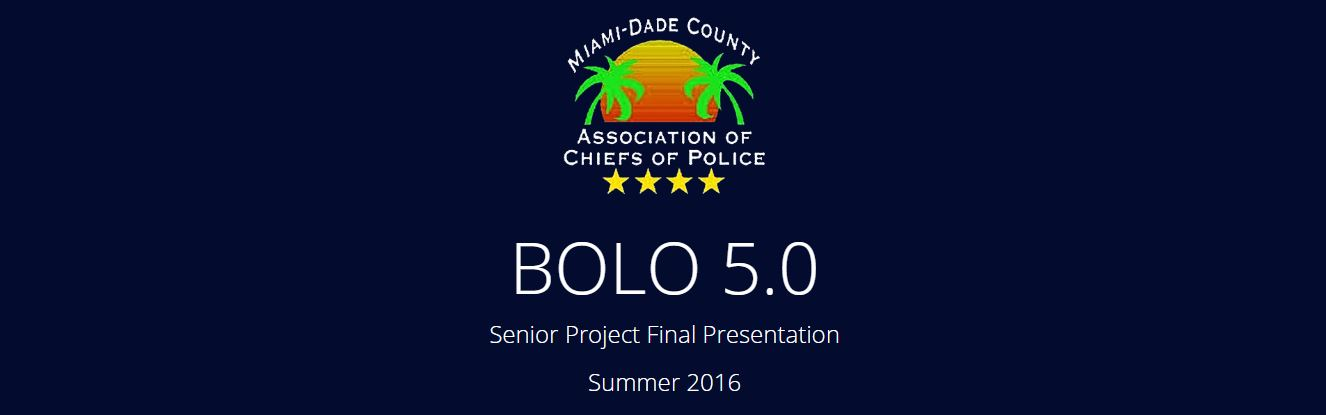 MIAMI-DADE COUNTY
ASSOCIATION OF
CHIEFS OF POLICE
BOLO 5.0
Senior Project Final Presentation
Summer 2016